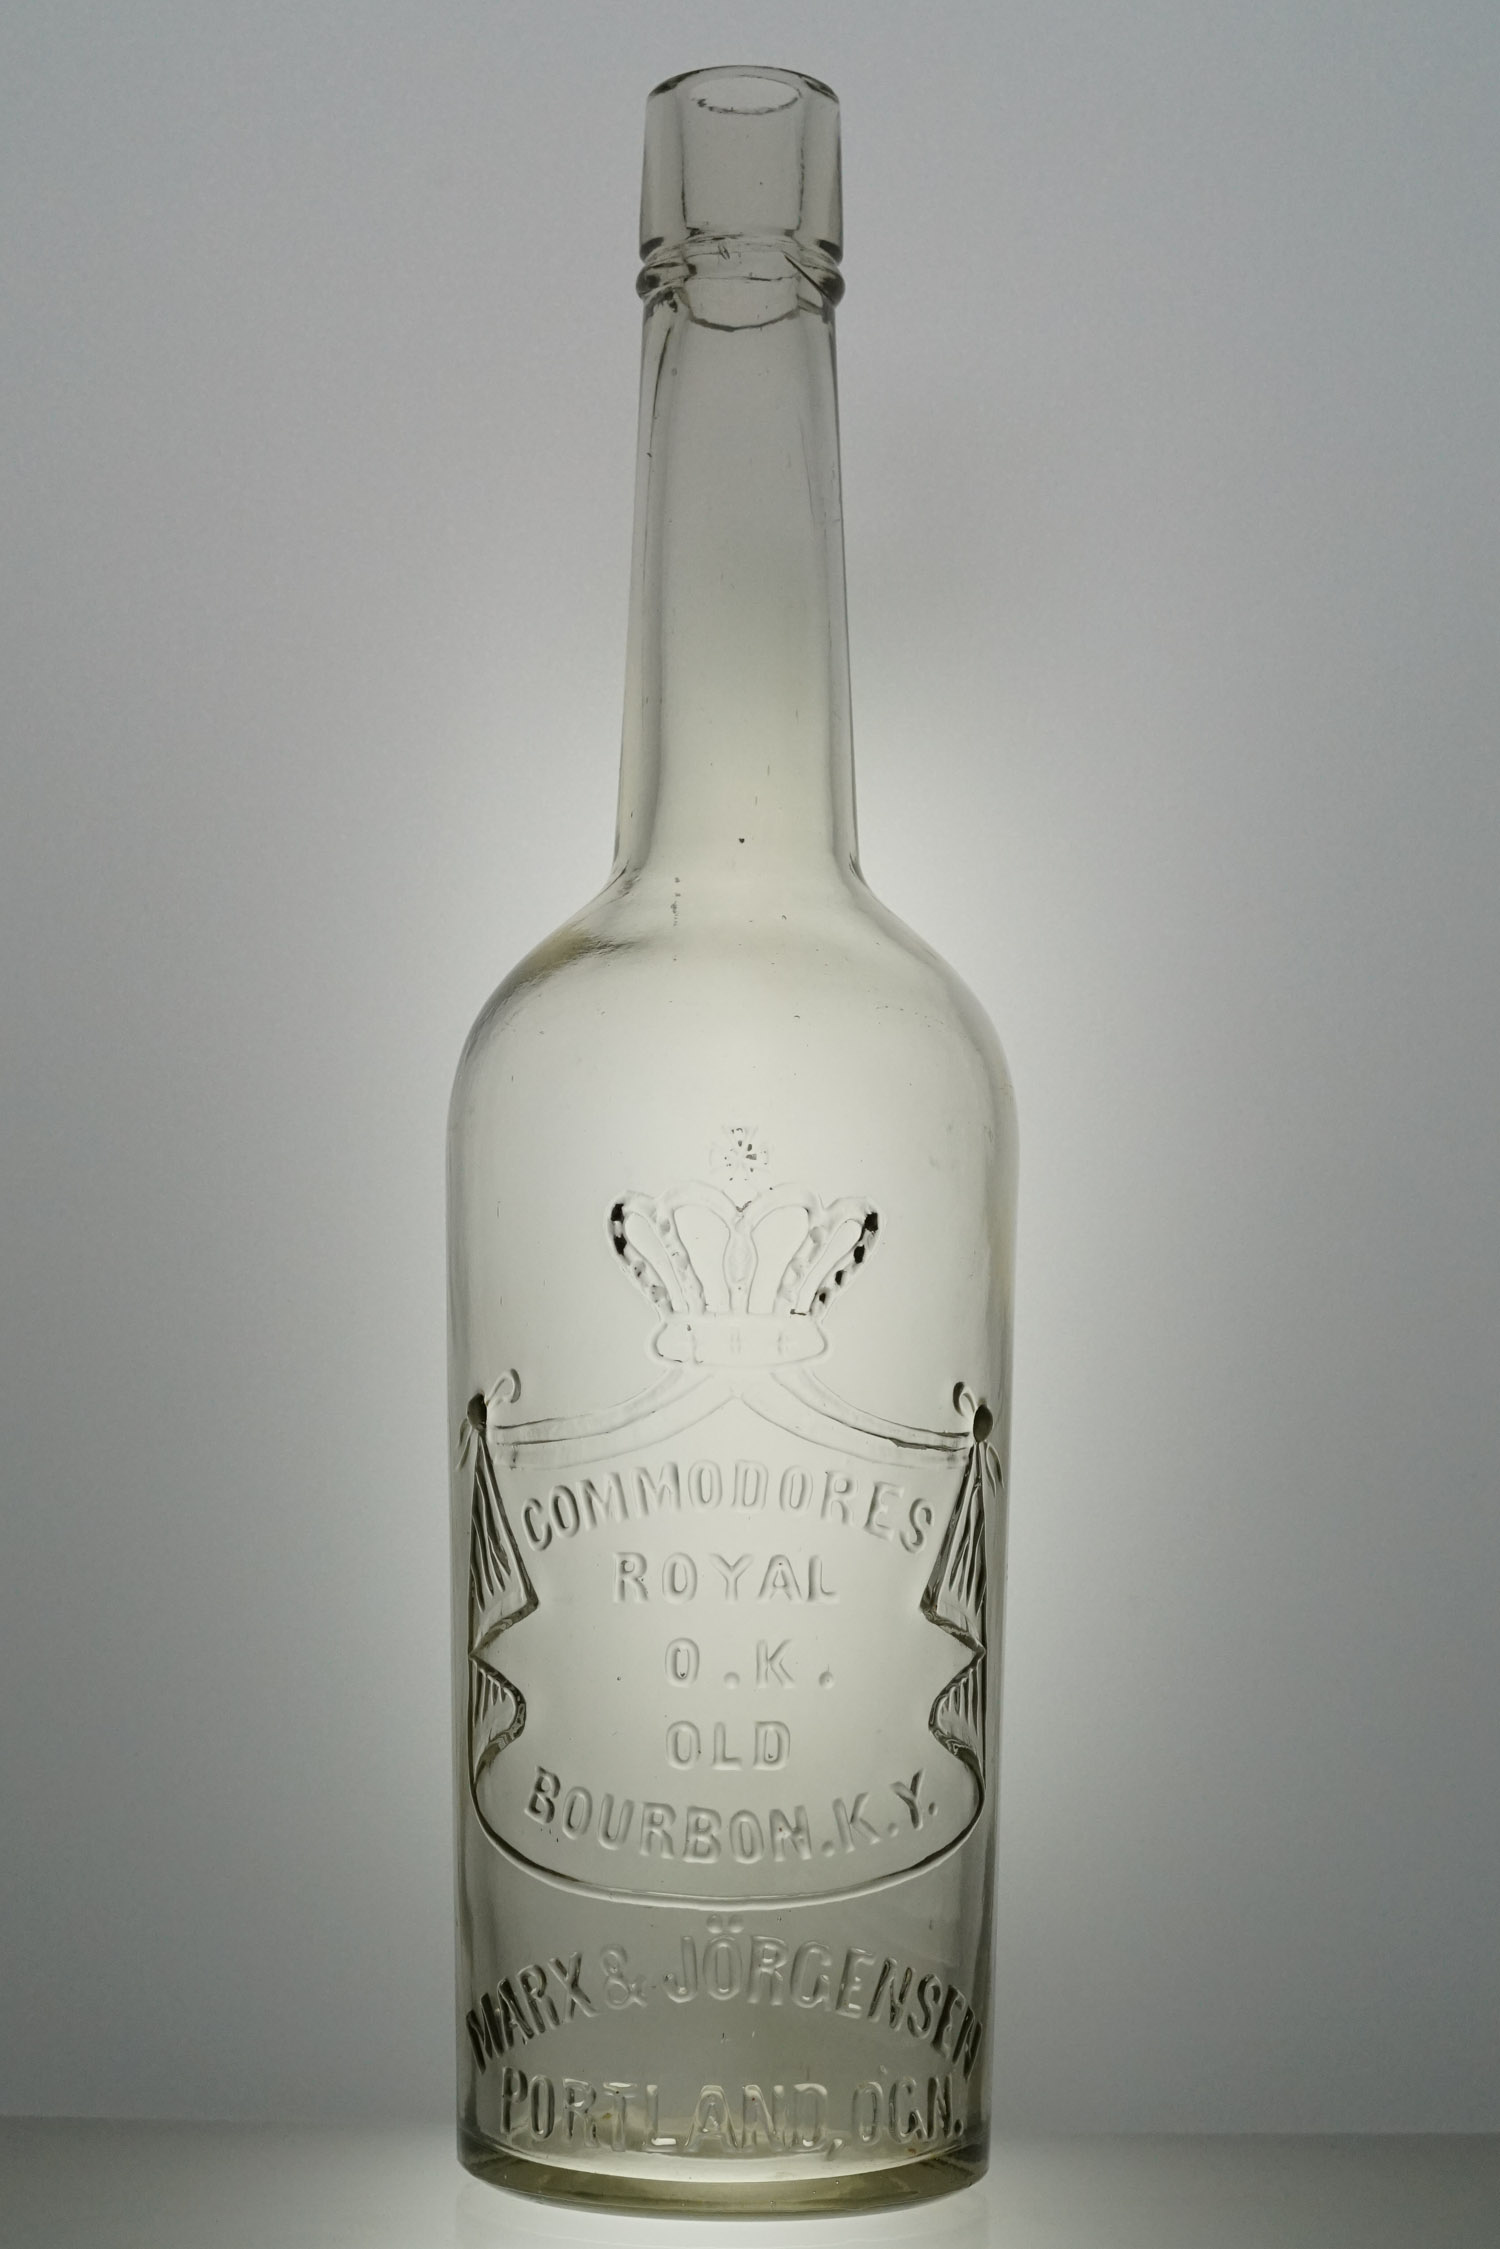 COMMODORES
ROYAL
O.K.
OLD
BOURBON.K.Y.
MARX & JÖRGENSEN
PORTLAND, OGN.